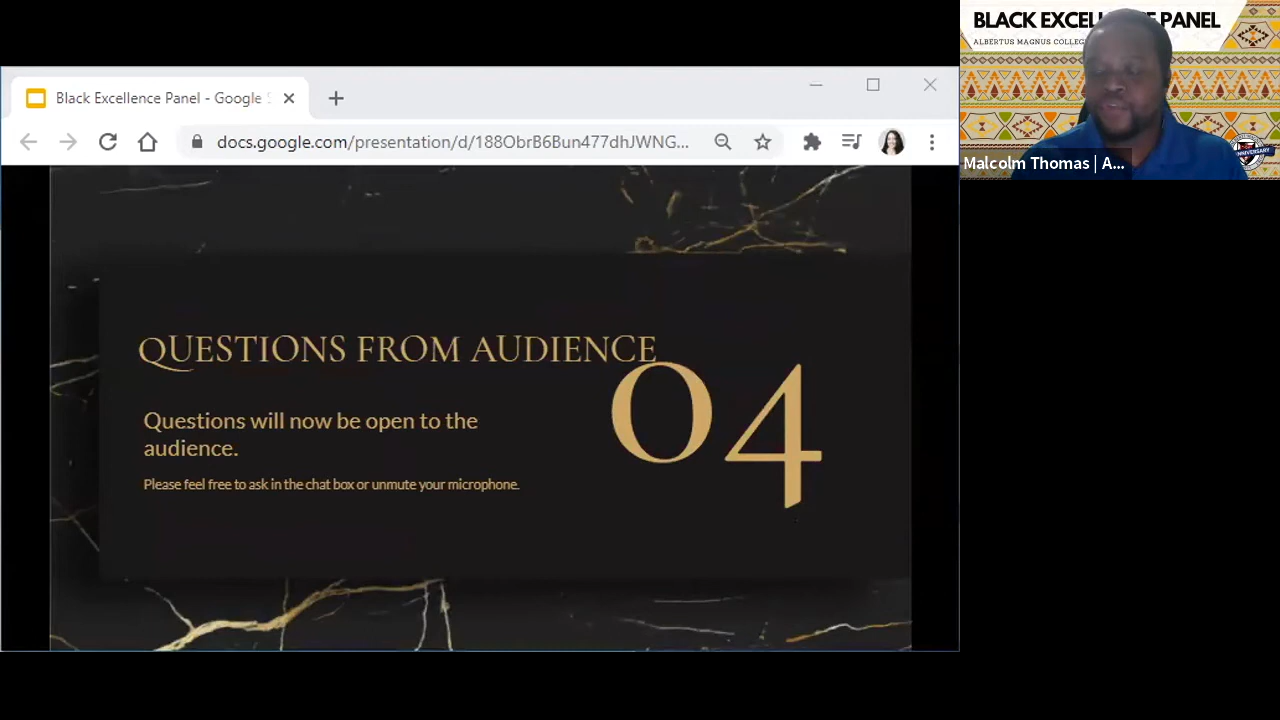 BLACK EXCELLENCE PANEL
ALBERTUS MAGNUS COLLEG
Black Excellence Panel - Google S
docs.google.com/presentation/d/188ObrB6Bun477dhJWNG...
Malcolm Thomas | A...
ANNIVERSARY
QUESTIONS FROM AUDIENCE
04
Questions will now be open to the
audience.
Please feel free to ask in the chat box or unmute your microphone.